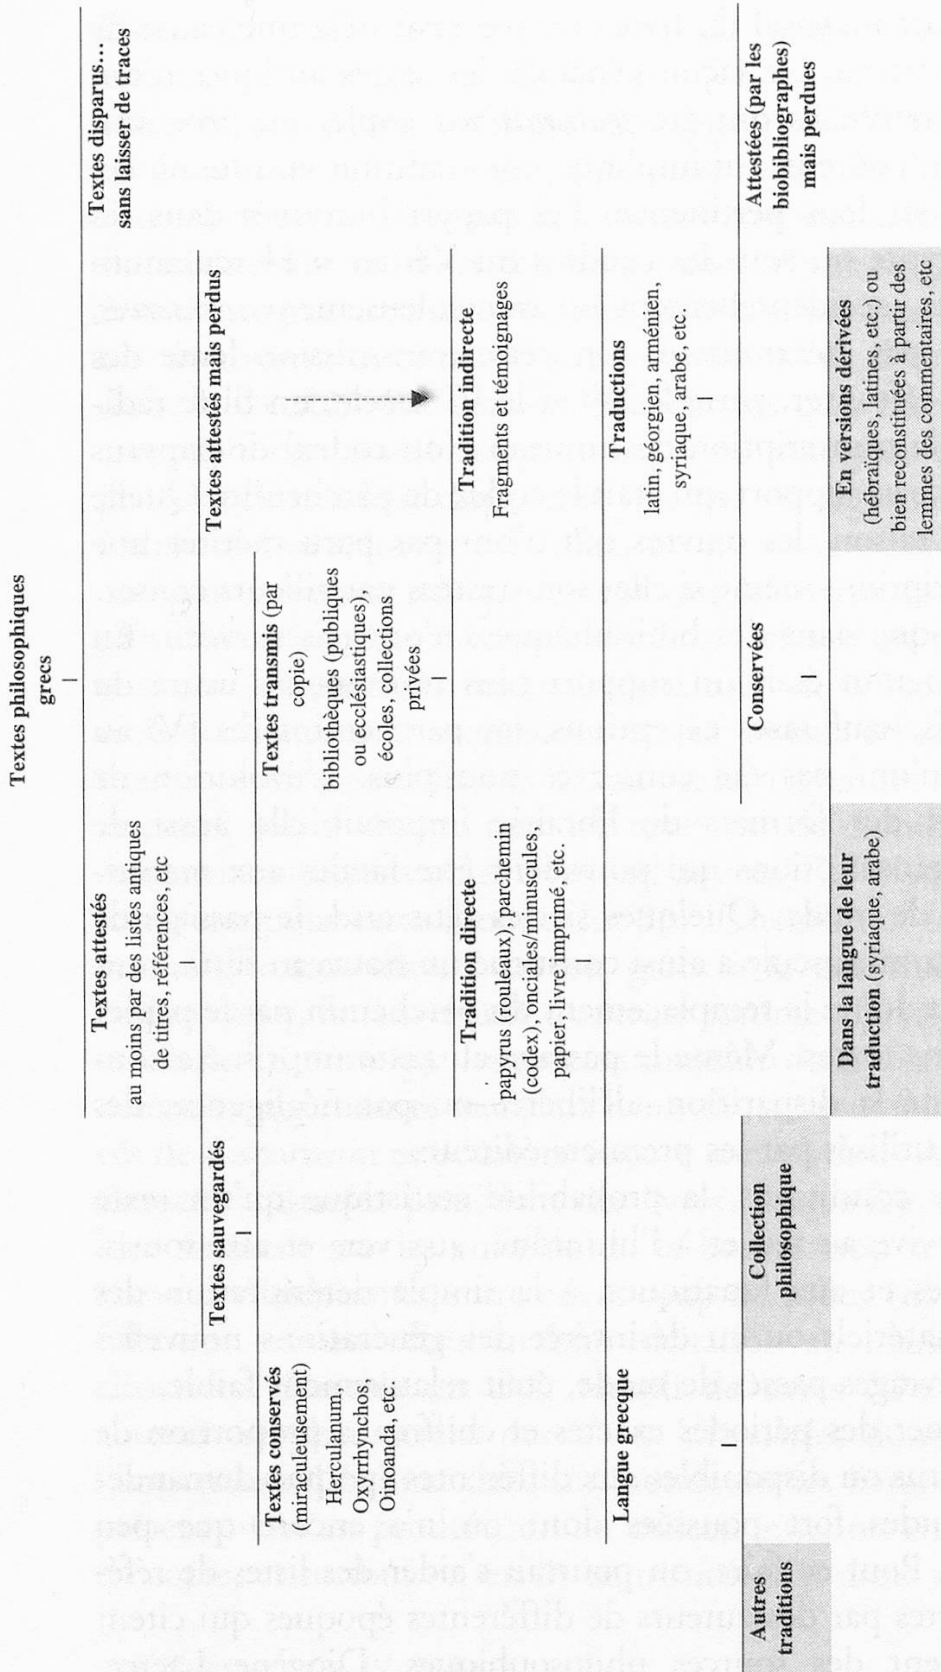 Textes philosophiques
grecs
Textes attestés
au moins par des listes antiques
de titres, références, etc
Textes disparus...
sans laisser de traces
Textes sauvegardés
Textes attestés mais perdus
Textes conservés
(miraculeusement)
Herculanum,
Oxyrrhynchos,
Oinoanda, etc.
Textes transmis (par
copie)
bibliothèques (publiques
ou ecclésiastiques),
écoles, collections
privées
Tradition directe
papyrus (rouleaux), parchemin
(codex), onciales/minuscules,
papier, livre imprimé, etc.
Tradition indirecte
Fragmants et témoignages
Langue grecque
Traductions
latin, géorgien, arménien,
syriaque, arabe, etc.
Autres
traditions
Collection
philosophique
Conservées
Attestées (par les
biobibliographes)
mais perdues
Dans la langue de leur
traduction (syriaque, arabe)
En versions dérivées
(hébraïques, latines, etc.) ou
bien reconstituées à partir des
lemmes des commentaires, etc